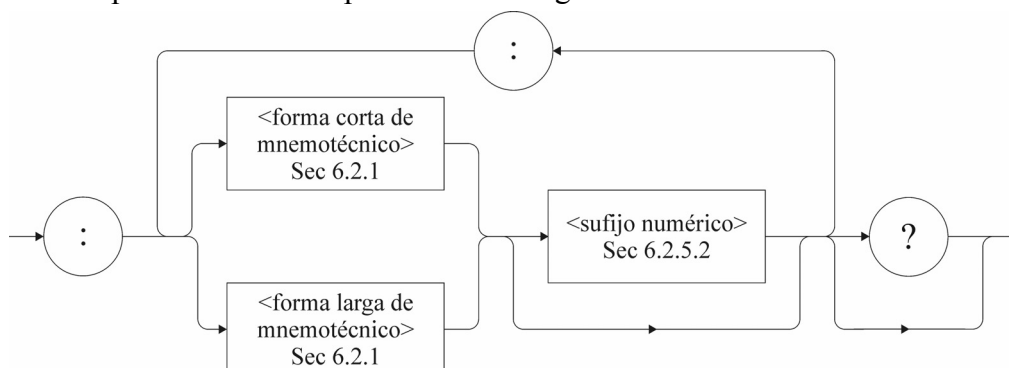 :
<forma corta de
mnemotécnico>
Sec 6.2.1
:
<sufijo numérico>
Sec 6.2.5.2
?
<forma larga de
mnemotécnico>
Sec 6.2.1